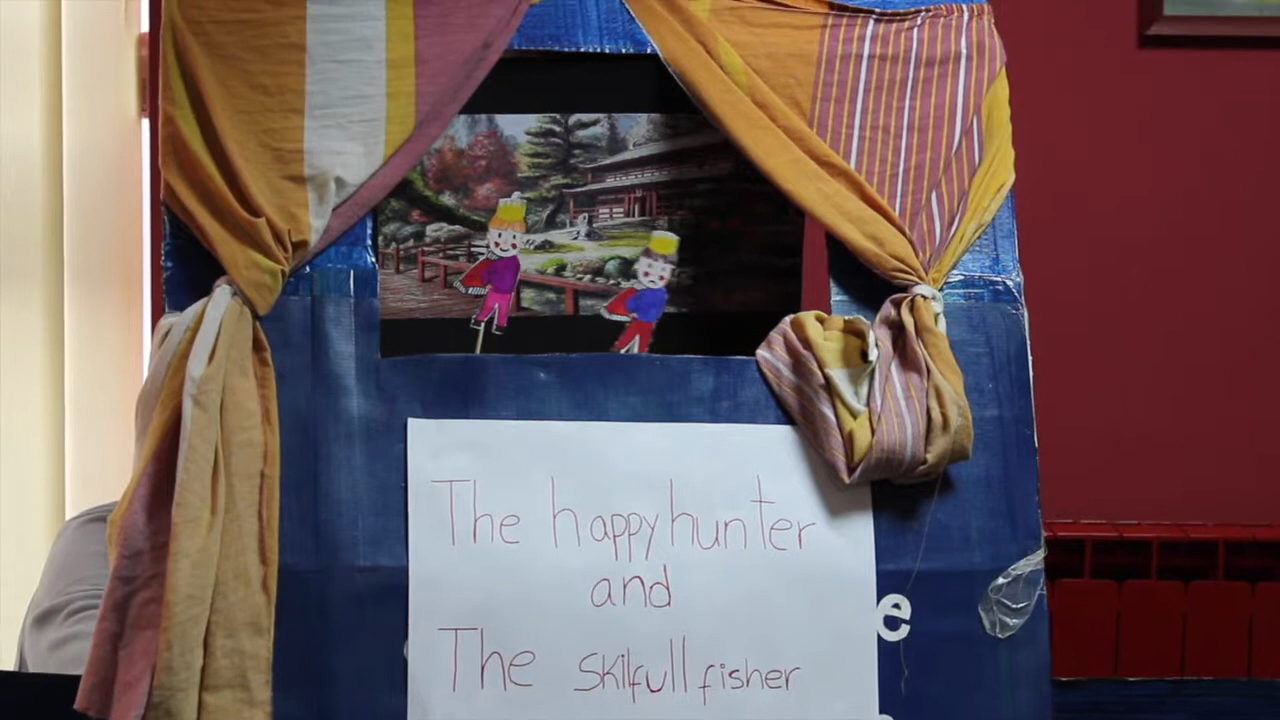 The happy hunter
and
The skilfull fisher
e